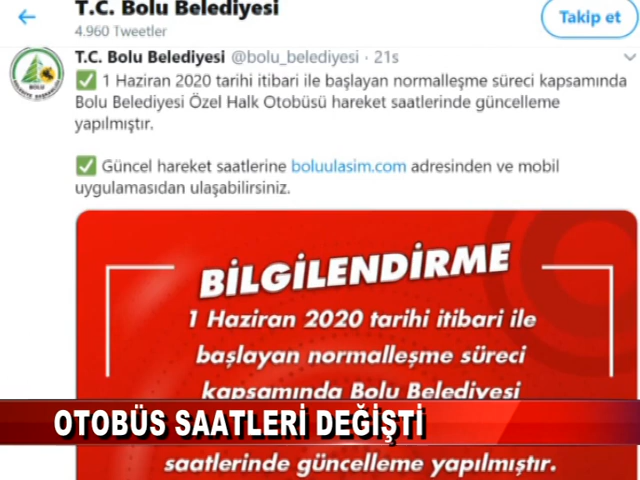 T.C. Bolu Belediyesi
4.960 Tweetler
Takip et
T.C. Bolu Belediyesi @bolu_belediyesi · 21s
✅ 1 Haziran 2020 tarihi itibari ile başlayan normalleşme süreci kapsamında
Bolu Belediyesi Özel Halk Otobüsü hareket saatlerinde güncelleme
yapılmıştır.
✅ Güncel hareket saatlerine boluulasim.com adresinden ve mobil
uygulamasıdan ulaşabilirsiniz.
BİLGİLENDİRME
1 Haziran 2020 tarihi itibari ile
başlayan normalleşme süreci
kapsamında Bolu Belediyesi
OTOBÜS SAATLERİ DEĞİŞTİ
saatlerinde güncelleme yapılmıştır.